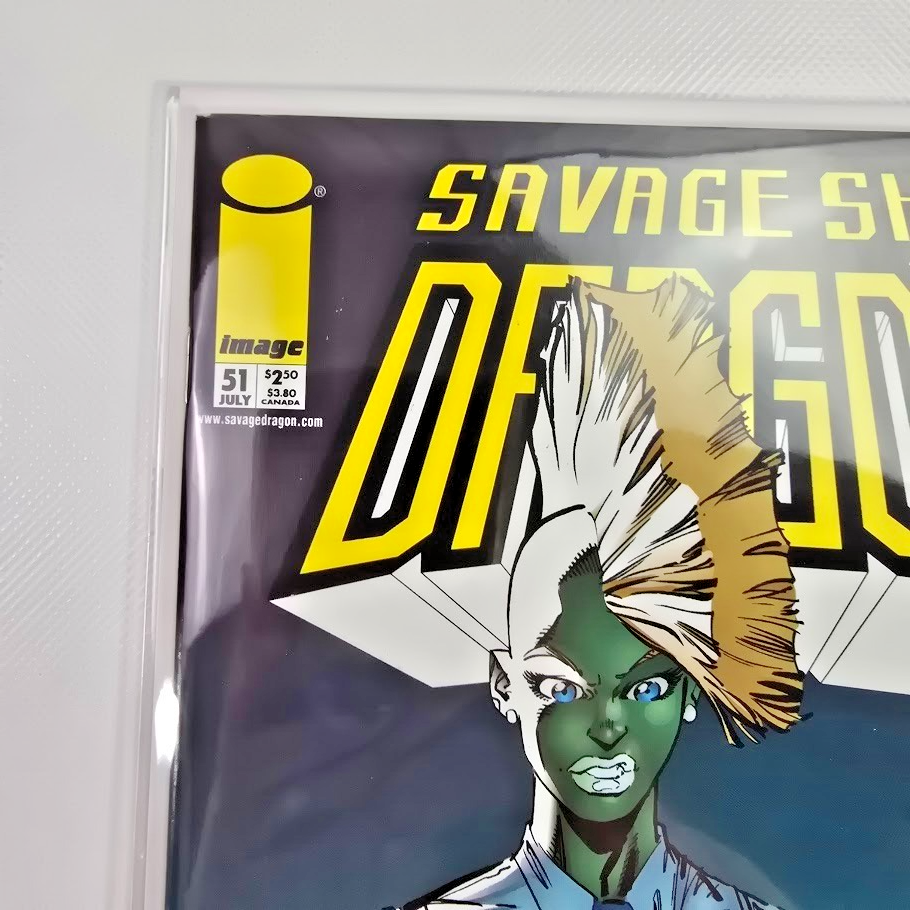 SAVAGE SH
®
image
51
JULY
$2.50
$3.80
CANADA
www.savagedragon.com